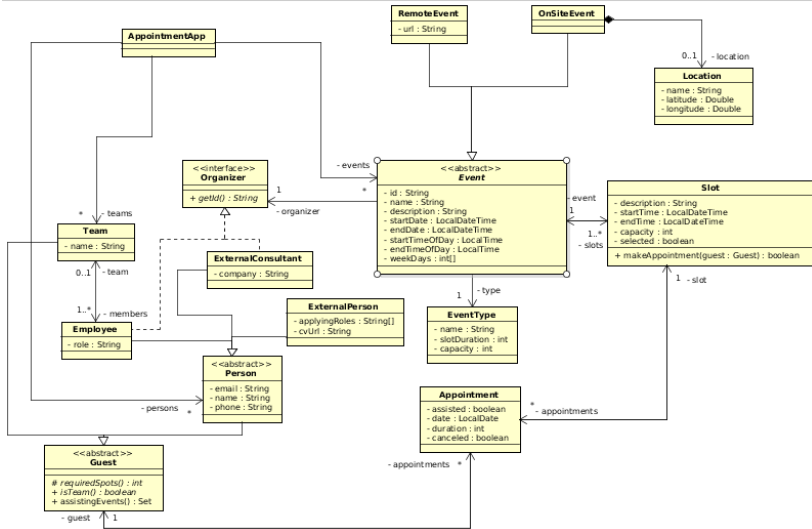 RemoteEvent
- url : String
OnSiteEvent
AppointmentApp
0..1
- location
Location
- name : String
- latitude : Double
- longitude : Double
<<interface>>
Organizer
+ getId() : String
- events
*
1
- organizer
<<abstract>>
Event
- id : String
- name : String
- description : String
- startDate : LocalDateTime
- endDate : LocalDateTime
- startTimeOfDay : LocalTime
- endTimeOfDay : LocalTime
- weekDays : int[]
- event
1
1..*
- slots
Slot
- description : String
- startTime : LocalDateTime
- endTime : LocalDateTime
- capacity : int
- selected : boolean
+ makeAppointment(guest : Guest) : boolean
1
- slot
*
- teams
Team
- name : String
0..1
- team
1..*
- members
Employee
- role : String
ExternalConsultant
- company : String
ExternalPerson
- applyingRoles : String[]
- cvUrl : String
- type
1
EventType
- name : String
- slotDuration : int
- capacity : int
<<abstract>>
Person
- email : String
- name : String
- phone : String
- persons
*
Appointment
- assisted : boolean
- date : LocalDate
- duration : int
- canceled : boolean
*
- appointments
<<abstract>>
Guest
# requiredSpots() : int
+ isTeam() : boolean
+ assistingEvents() : Set
- appointments
*
- guest
1